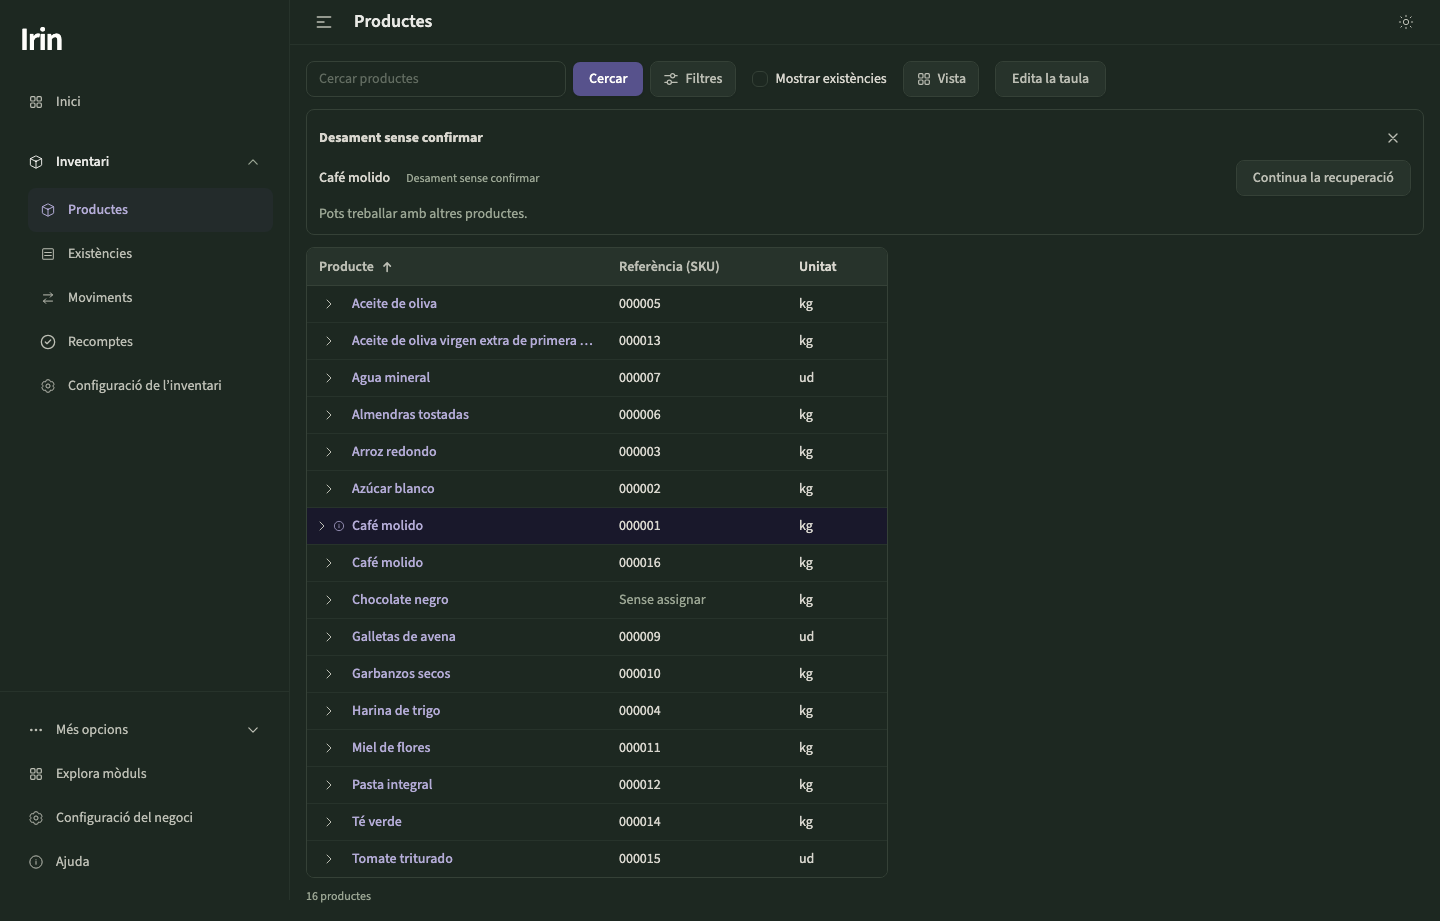 Irin
Inici
Inventari
Productes
Existències
Moviments
Recomptes
Configuració de l’inventari
Més opcions
Explora mòduls
Configuració del negoci
Ajuda
Productes
Cercar productes
Cercar
Filtres
Mostrar existències
Vista
Edita la taula
Desament sense confirmar
Café molido Desament sense confirmar
Continua la recuperació
Pots treballar amb altres productes.
Producte Referència (SKU) Unitat
Aceite de oliva 000005 kg
Aceite de oliva virgen extra de primera … 000013 kg
Agua mineral 000007 ud
Almendras tostadas 000006 kg
Arroz redondo 000003 kg
Azúcar blanco 000002 kg
Café molido 000001 kg
Café molido 000016 kg
Chocolate negro Sense assignar kg
Galletas de avena 000009 ud
Garbanzos secos 000010 kg
Harina de trigo 000004 kg
Miel de flores 000011 kg
Pasta integral 000012 kg
Té verde 000014 kg
Tomate triturado 000015 ud
16 productes